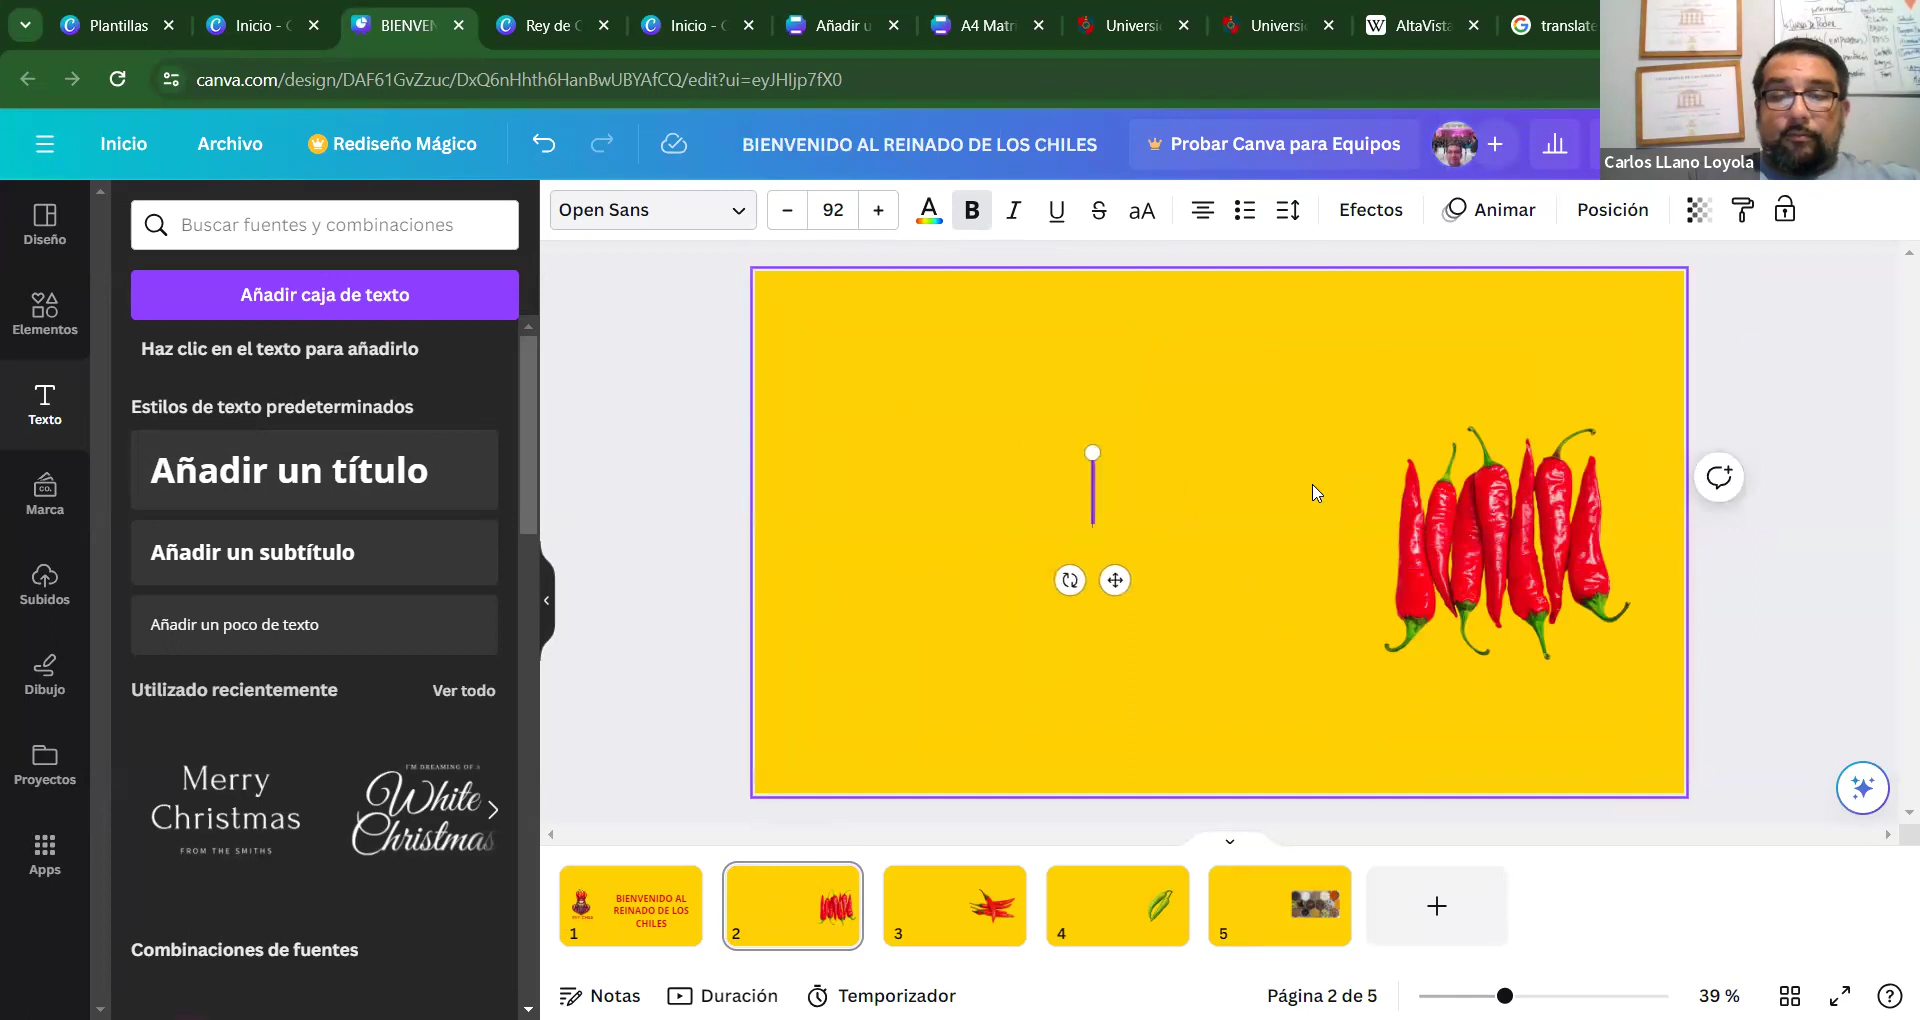 Plantillas
Inicio - C
BIENVEN
Rey de C
Inicio - C
Añadir u
A4 Matri
Universi
Universi
AltaVista
translate
canva.com/design/DAF61GvZzuc/DxQ6nHhth6HanBwUBYAfCQ/edit?ui=eyJHIjp7fX0
Inicio
Archivo
Rediseño Mágico
BIENVENIDO AL REINADO DE LOS CHILES
Probar Canva para Equipos
Carlos LLano Loyola
Diseño
Elementos
Texto
Marca
Subidos
Dibujo
Proyectos
Apps
Buscar fuentes y combinaciones
Añadir caja de texto
Haz clic en el texto para añadirlo
Estilos de texto predeterminados
Añadir un título
Añadir un subtítulo
Añadir un poco de texto
Utilizado recientemente
Ver todo
Merry
Christmas
FROM THE SMITHS
I'M DREAMING OF A
White
Christmas
Combinaciones de fuentes
Open Sans
92
A
B
I
U
S
aA
Efectos
Animar
Posición
BIENVENIDO AL
REINADO DE LOS
CHILES
1
2
3
4
5
Notas
Duración
Temporizador
Página 2 de 5
39 %